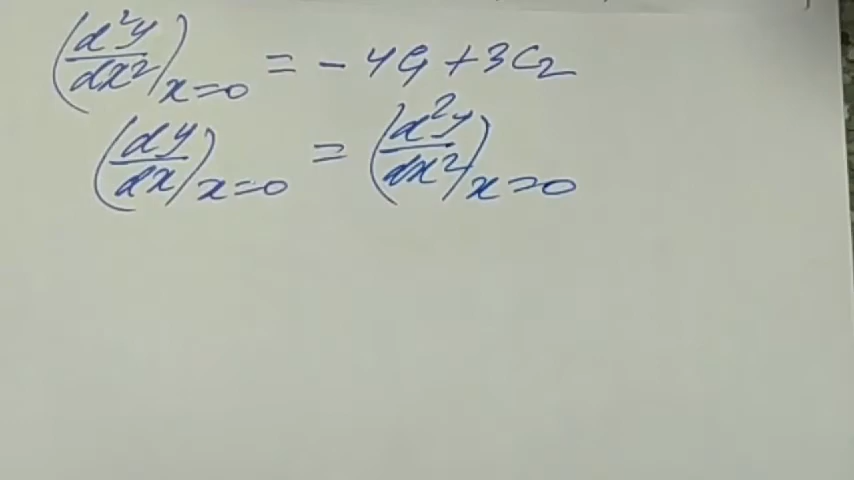 (d²y/dx²)x=0 = - 4C₁ + 3C₂
(dy/dx)x=0 = (d²y/dx²)x=0